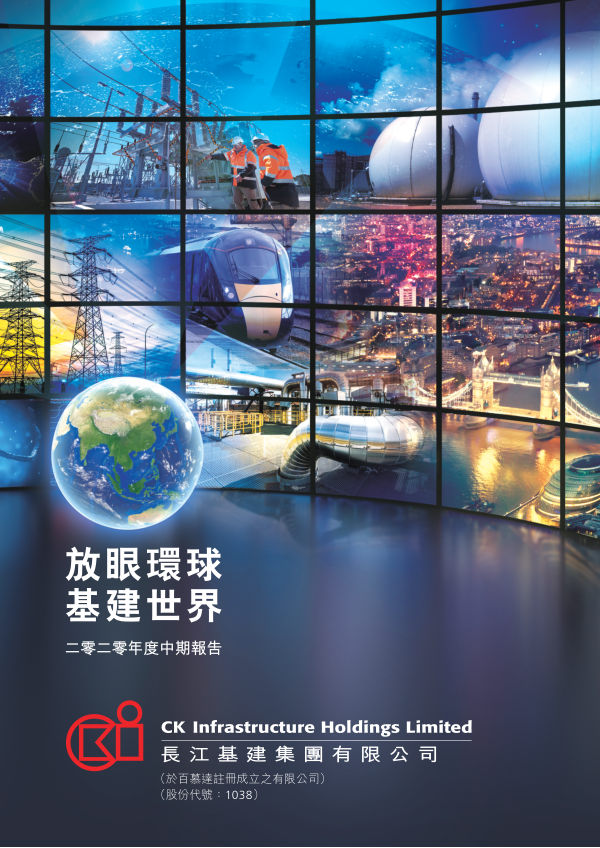 放眼環球
基建世界
二零二零年度中期報告
CK Infrastructure Holdings Limited
長江基建集團有限公司
（於百慕達註冊成立之有限公司）
（股份代號：1038）